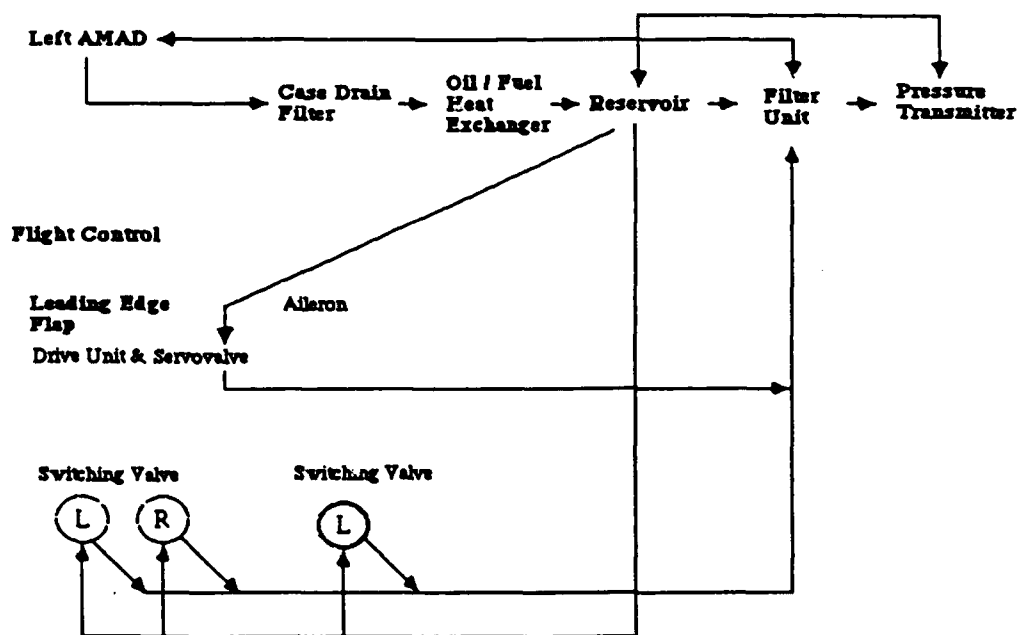 Left AMAD
Case Drain
Filter
Oil / Fuel
Heat
Exchanger
Reservoir
Filter
Unit
Pressure
Transmitter
Flight Control
Leading Edge
Flap
Aileron
Drive Unit & Servovalve
Switching Valve
Switching Valve
L
R
L